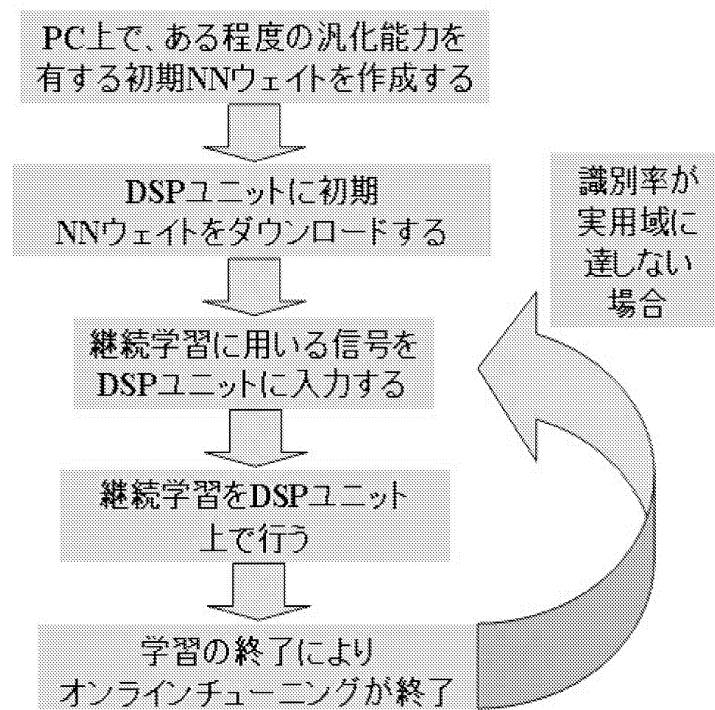 PC上で、ある程度の汎化能力を
有する初期NNウェイトを作成する
DSPユニットに初期
NNウェイトをダウンロードする
継続学習に用いる信号を
DSPユニットに入力する
継続学習をDSPユニット
上で行う
学習の終了により
オンラインチューニングが終了
識別率が
実用域に
達しない
場合